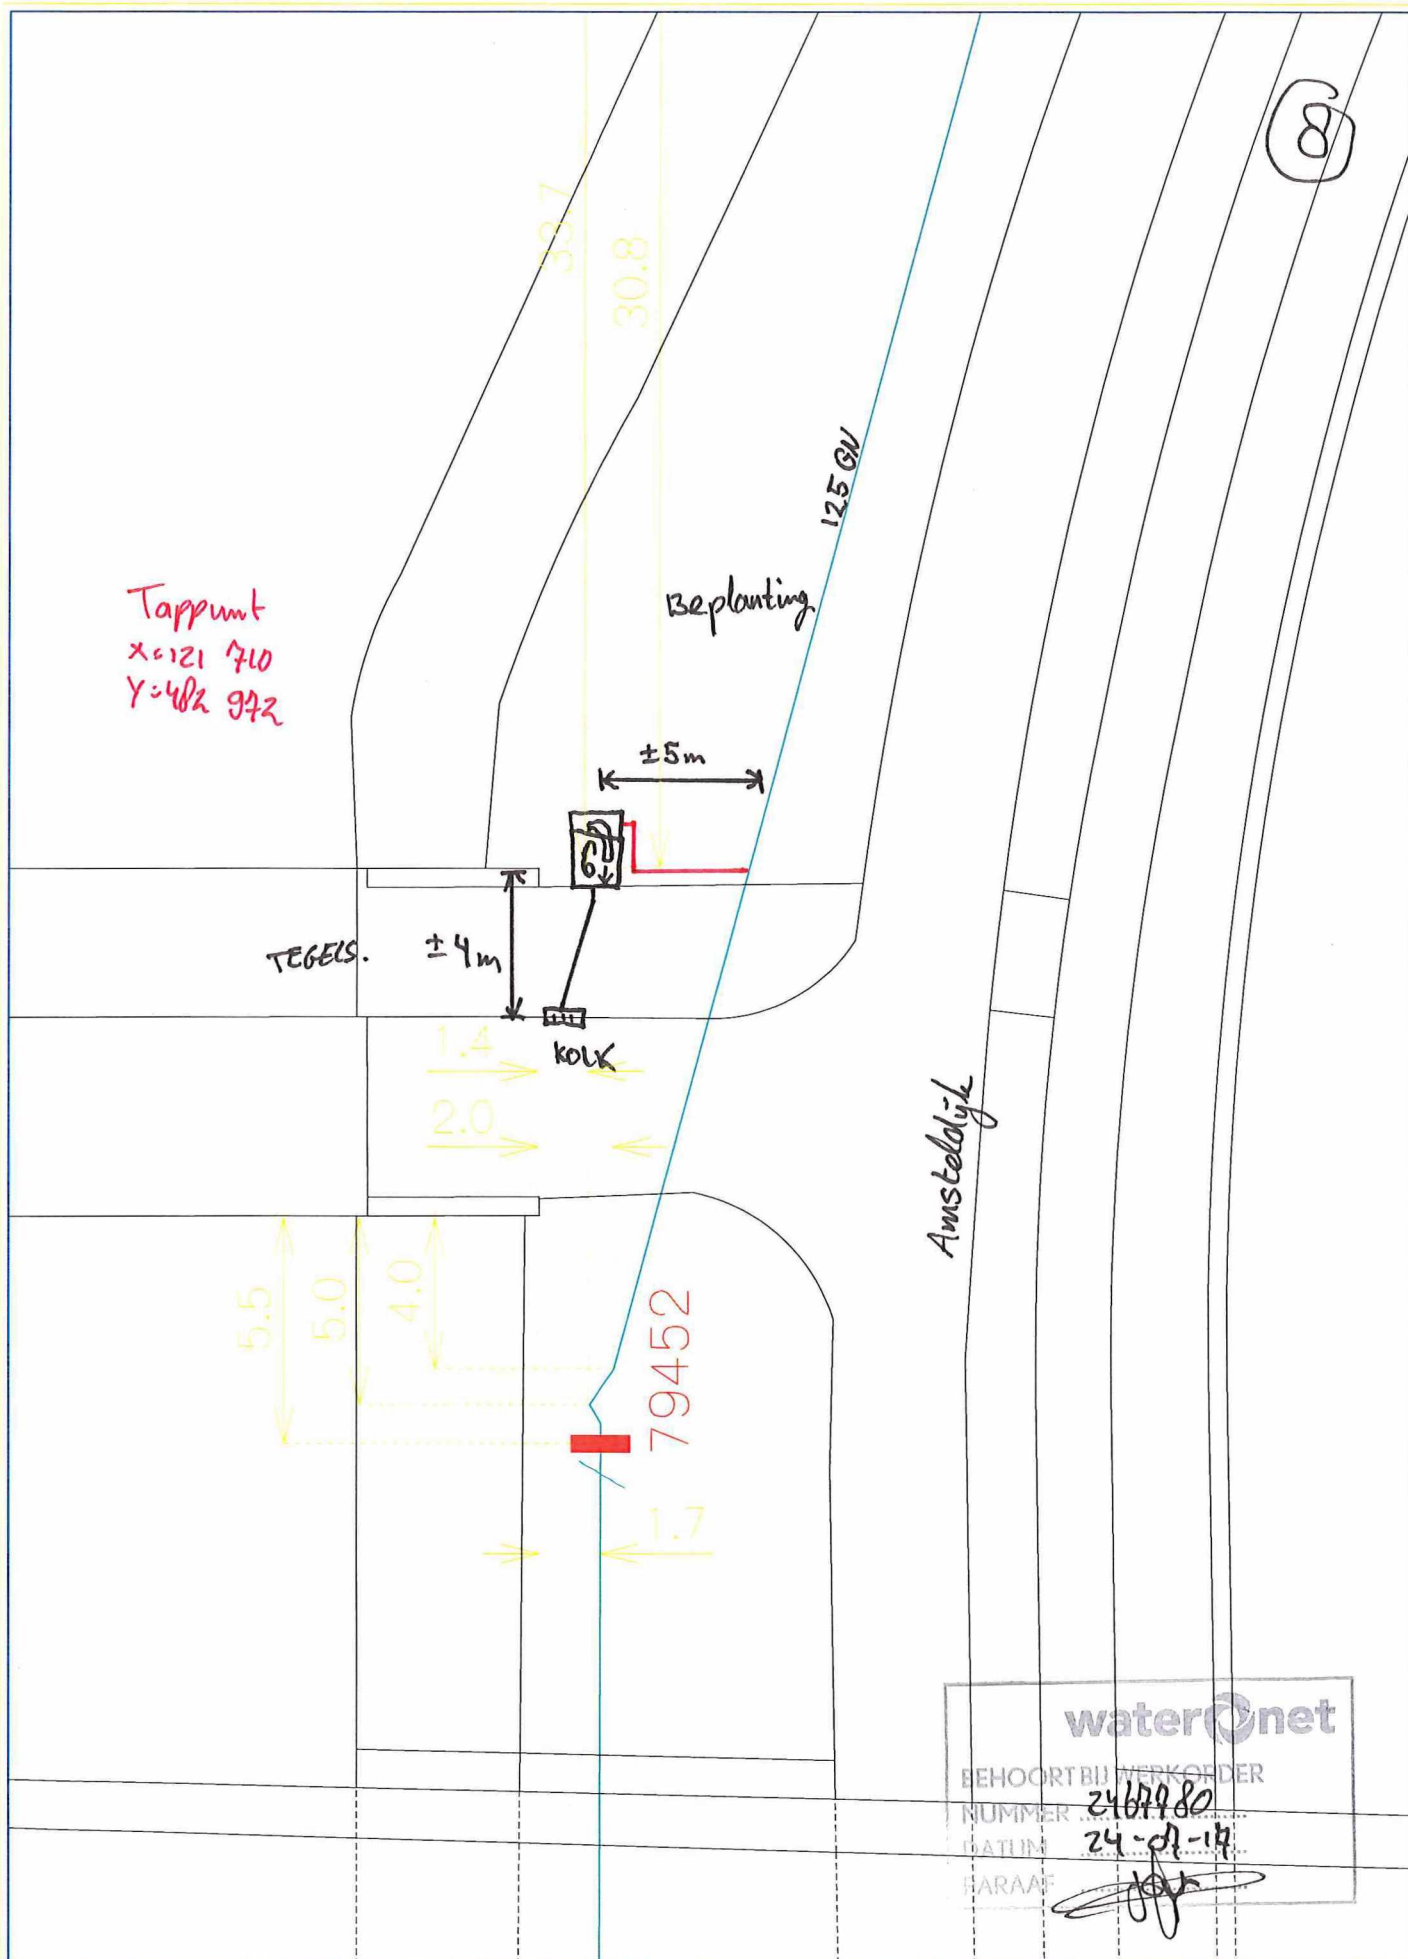 8
33.7
30.8
125 GN
Beplanting
Tappunt
X=121 710
Y=482 972
±5m
TEGELS.
±4m
KOLK
1.4
2.0
Amsteldijk
5.5
5.0
4.0
79452
1.7
waternet
BEHOORT BIJ WERKORDER
NUMMER 2467780
DATUM 24-07-17
PARAAF